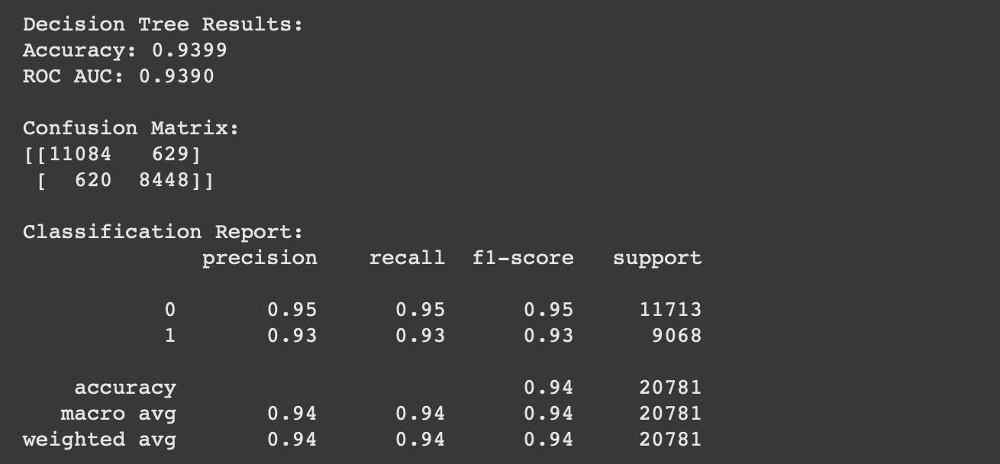 Decision Tree Results:
Accuracy: 0.9399
ROC AUC: 0.9390
Confusion Matrix:
[[11084   629]
 [  620  8448]]
Classification Report:
              precision    recall  f1-score   support
           0       0.95      0.95      0.95     11713
           1       0.93      0.93      0.93      9068
    accuracy                           0.94     20781
   macro avg       0.94      0.94      0.94     20781
weighted avg       0.94      0.94      0.94     20781